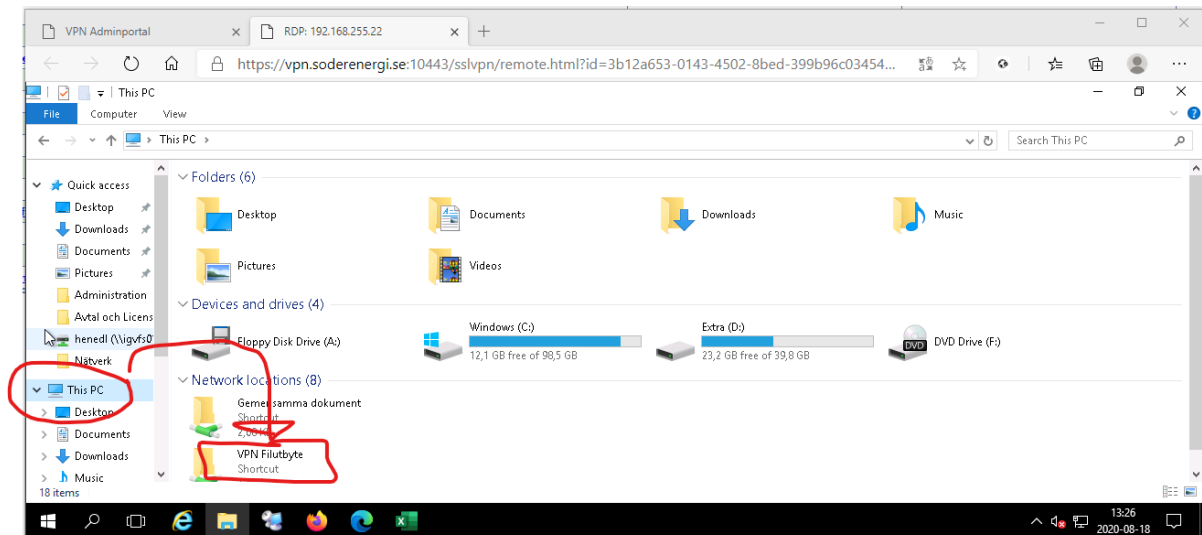 VPN Adminportal
RDP: 192.168.255.22
https://vpn.soderenergi.se:10443/sslvpn/remote.html?id=3b12a653-0143-4502-8bed-399b96c03454...
This PC
File Computer View
This PC
Search This PC
Quick access
Desktop
Downloads
Documents
Pictures
Administration
Avtal och Licens
henedl (\\igvfs0
Nätverk
This PC
Desktop
Documents
Downloads
Music
18 items
Folders (6)
Desktop
Documents
Downloads
Music
Pictures
Videos
Devices and drives (4)
Floppy Disk Drive (A:)
Windows (C:)
12,1 GB free of 98,5 GB
Extra (D:)
23,2 GB free of 39,8 GB
DVD
DVD Drive (F:)
Network locations (8)
Gemensamma dokument
Shortcut
VPN Filutbyte
Shortcut
13:26
2020-08-18